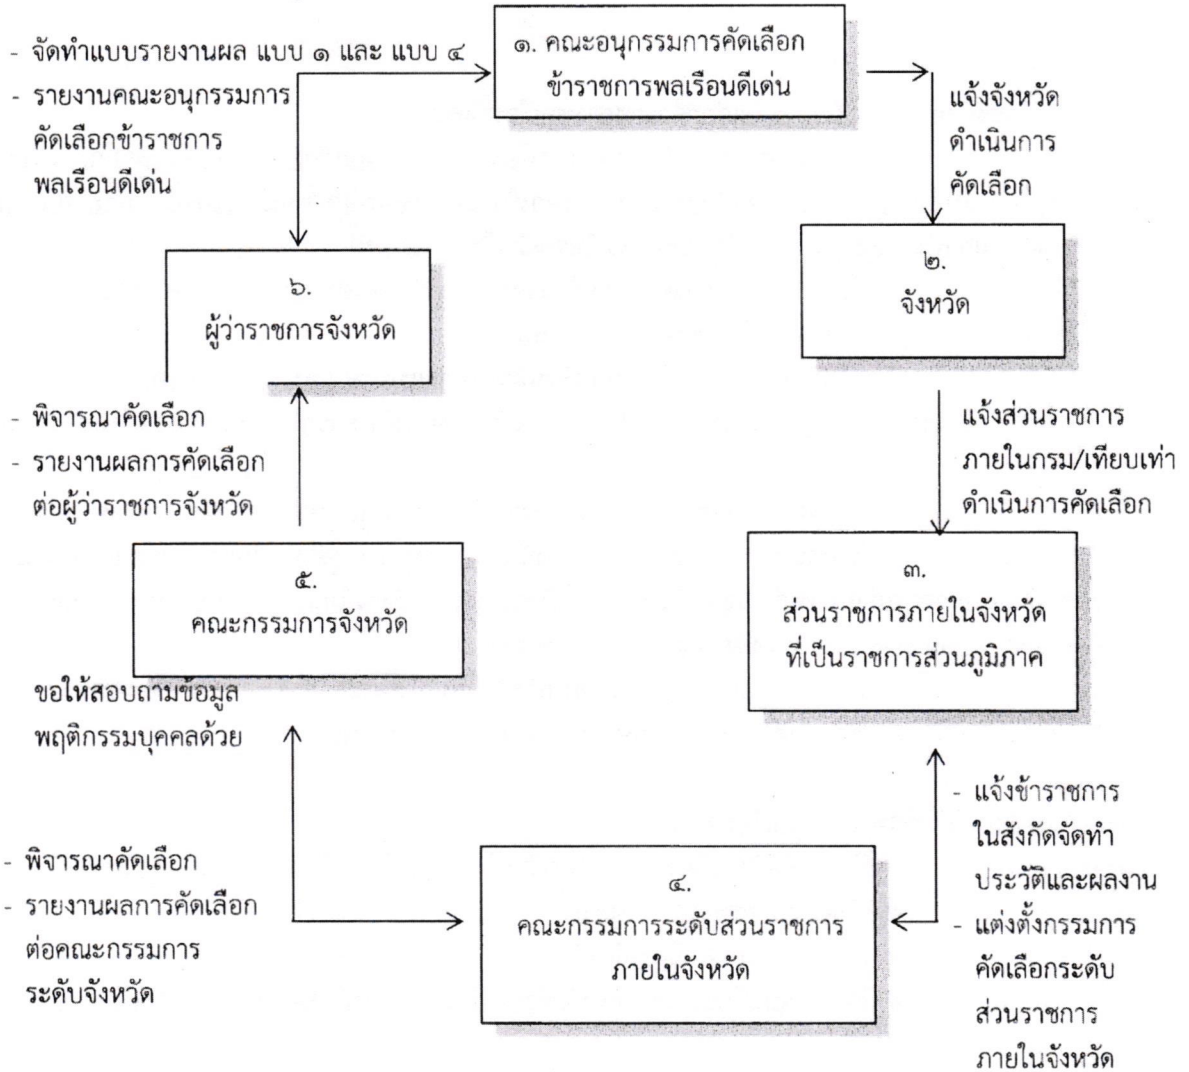 ๑. คณะอนุกรรมการคัดเลือก
ข้าราชการพลเรือนดีเด่น
แจ้งจังหวัด
ดำเนินการ
คัดเลือก
๒.
จังหวัด
แจ้งส่วนราชการ
ภายในกรม/เทียบเท่า
ดำเนินการคัดเลือก
๓.
ส่วนราชการภายในจังหวัด
ที่เป็นราชการส่วนภูมิภาค
- แจ้งข้าราชการ
ในสังกัดจัดทำ
ประวัติและผลงาน
- แต่งตั้งกรรมการ
คัดเลือกระดับ
ส่วนราชการ
ภายในจังหวัด
๔.
คณะกรรมการระดับส่วนราชการ
ภายในจังหวัด
- พิจารณาคัดเลือก
- รายงานผลการคัดเลือก
ต่อคณะกรรมการ
ระดับจังหวัด
๕.
คณะกรรมการจังหวัด
ขอให้สอบถามข้อมูล
พฤติกรรมบุคคลด้วย
- พิจารณาคัดเลือก
- รายงานผลการคัดเลือก
ต่อผู้ว่าราชการจังหวัด
๖.
ผู้ว่าราชการจังหวัด
- จัดทำแบบรายงานผล แบบ ๑ และ แบบ ๔
- รายงานคณะอนุกรรมการ
คัดเลือกข้าราชการ
พลเรือนดีเด่น